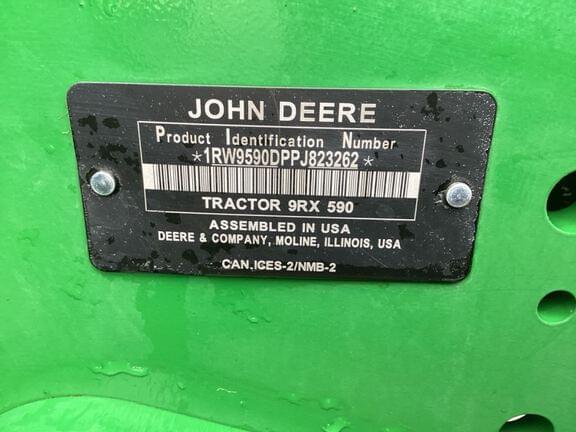 JOHN DEERE
Product Identification Number
*1RW9590DPPJ823262*
TRACTOR 9RX 590
ASSEMBLED IN USA
DEERE & COMPANY, MOLINE, ILLINOIS, USA
CAN.ICES-2/NMB-2